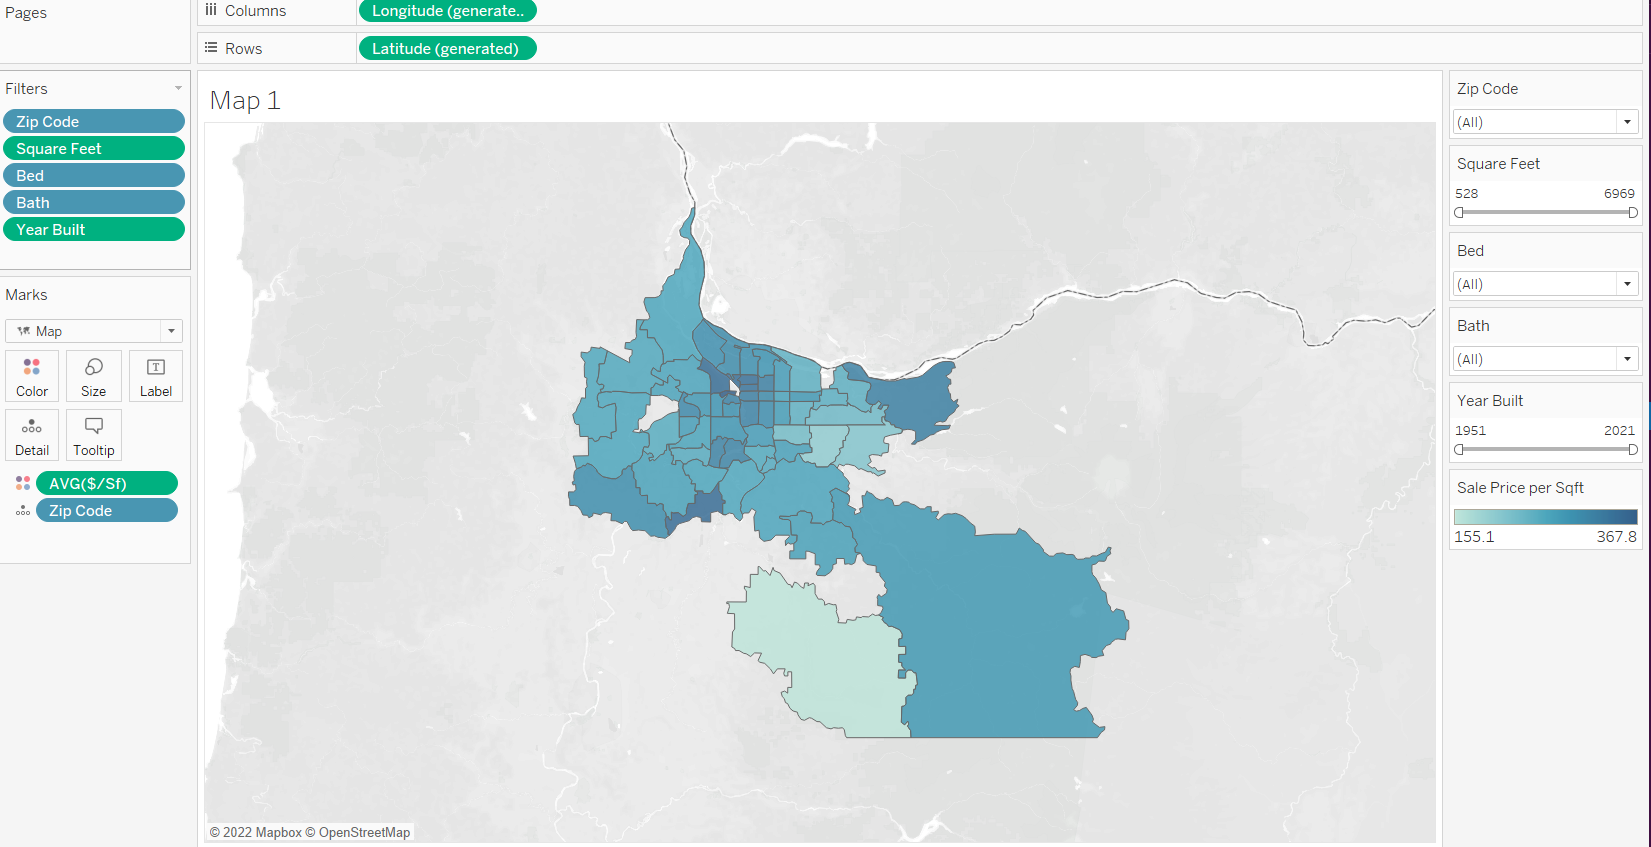 Pages
Columns
Longitude (generate..
Rows
Latitude (generated)
Filters
Zip Code
Square Feet
Bed
Bath
Year Built
Marks
Map
Color
Size
T
Label
Detail
Tooltip
AVG($/Sf)
Zip Code
Map 1
© 2022 Mapbox © OpenStreetMap
Zip Code
(All)
Square Feet
528 6969
Bed
(All)
Bath
(All)
Year Built
1951 2021
Sale Price per Sqft
155.1 367.8